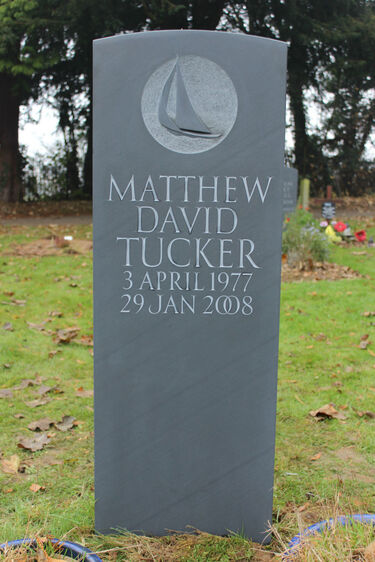 MATTHEW
DAVID
TUCKER
3 APRIL 1977
29 JAN 2008